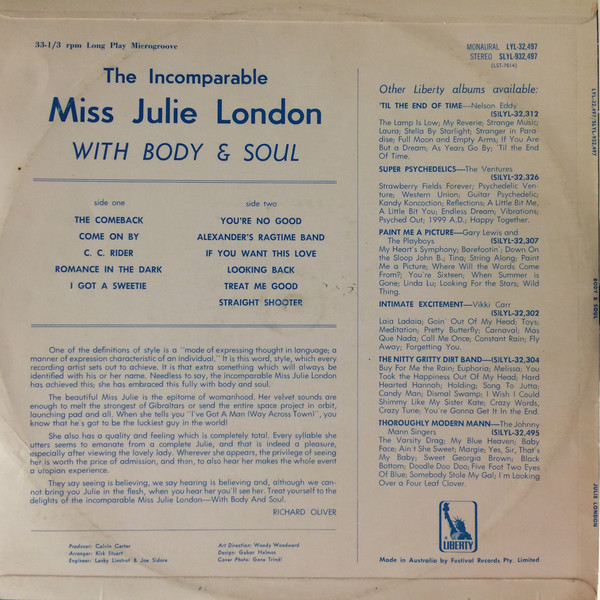 33-1/3 rpm Long Play Microgroove
MONAURAL LYL-32,497
STEREO SLYL-932,497
(LST-7514)
The Incomparable
Miss Julie London
WITH BODY & SOUL
side one
THE COMEBACK
COME ON BY
C. C. RIDER
ROMANCE IN THE DARK
I GOT A SWEETIE
side two
YOU'RE NO GOOD
ALEXANDER'S RAGTIME BAND
IF YOU WANT THIS LOVE
LOOKING BACK
TREAT ME GOOD
STRAIGHT SHOOTER
One of the definitions of style is a "mode of expressing thought in language; a
manner of expression characteristic of an individual." It is this word, style, which every
recording artist sets out to achieve. It is that extra something which will always be
identified with his or her name. Needless to say, the incomparable Miss Julie London
has achieved this; she has embraced this fully with body and soul.
The beautiful Miss Julie is the epitome of womanhood. Her velvet sounds are
enough to melt the strongest of Gibraltars or send the entire space project in orbit,
launching pad and all. When she tells you "I've Got A Man (Way Across Town)", you
know that he's got to be the luckiest guy in the world!
She also has a quality and feeling which is completely total. Every syllable she
utters seems to emanate from a complete Julie, and that is indeed a pleasure,
especially after viewing the lovely lady. Wherever she appears, the privilege of seeing
her is worth the price of admission, and then, to also hear her makes the whole event
a utopian experience.
They say seeing is believing, we say hearing is believing and, although we can-
not bring you Julie in the flesh, when you hear her you'll see her. Treat yourself to the
delights of the incomparable Miss Julie London—With Body And Soul.
RICHARD OLIVER
Producer: Calvin Carter
Arranger: Kirk Stuart
Engineer: Lanky Linstrot & Joe Sidore
Art Direction: Woody Woodward
Design: Gabor Halmos
Cover Photo: Gene Trindl
Other Liberty albums available:
'TIL THE END OF TIME—Nelson Eddy
(S)LYL-32,312
The Lamp Is Low; My Reverie; Strange Music;
Laura; Stella By Starlight; Stranger in Para-
dise; Full Moon and Empty Arms; If You Are
But a Dream; As Years Go By; 'Til the End
Of Time.
SUPER PSYCHEDELICS—The Ventures
(S)LYL-32,326
Strawberry Fields Forever; Psychedelic Ven-
ture; Western Union; Guitar Psychedelic;
Kandy Koncoction; Reflections; A Little Bit Me,
A Little Bit You; Endless Dream; Vibrations;
Psyched Out; 1999 A.D.; Happy Together.
PAINT ME A PICTURE—Gary Lewis and
The Playboys (S)LYL-32,307
My Heart's Symphony; Barefootin'; Down On
the Sloop John B.; Tina; String Along; Paint
Me a Picture; Where Will the Words Come
From?; You're Sixteen; When Summer is
Gone; Linda Lu; Looking For the Stars; Wild
Thing.
INTIMATE EXCITEMENT—Vikki Carr
(S)LYL-32,302
Laia Ladaia; Goin' Out Of My Head; Toys;
Meditation; Pretty Butterfly; Carnaval; Mas
Que Nada; Call Me Once; Constant Rain; Fly
Away; Forgetting You.
THE NITTY GRITTY DIRT BAND—(S)LYL-32,304
Buy For Me the Rain; Euphoria; Melissa; You
Took the Happiness Out Of My Head; Hard
Hearted Hannah; Holding; Song To Jutta;
Candy Man; Dismal Swamp; I Wish I Could
Shimmy Like My Sister Kate; Crazy Words,
Crazy Tune; You're Gonna Get It In the End.
THOROUGHLY MODERN MANN—The Johnny
Mann Singers (S)LYL-32,495
The Varsity Drag; My Blue Heaven; Baby
Face; Ain't She Sweet; Margie; Yes, Sir, That's
My Baby; Sweet Georgia Brown; Black
Bottom; Doodle Doo Doo; Five Foot Two Eyes
Of Blue; Somebody Stole My Gal; I'm Looking
Over a Four Leaf Clover.
LIBERTY
Made in Australia by Festival Records Pty. Limited
LYL-32,497/SLYL-932,497
BODY & SOUL
JULIE LONDON